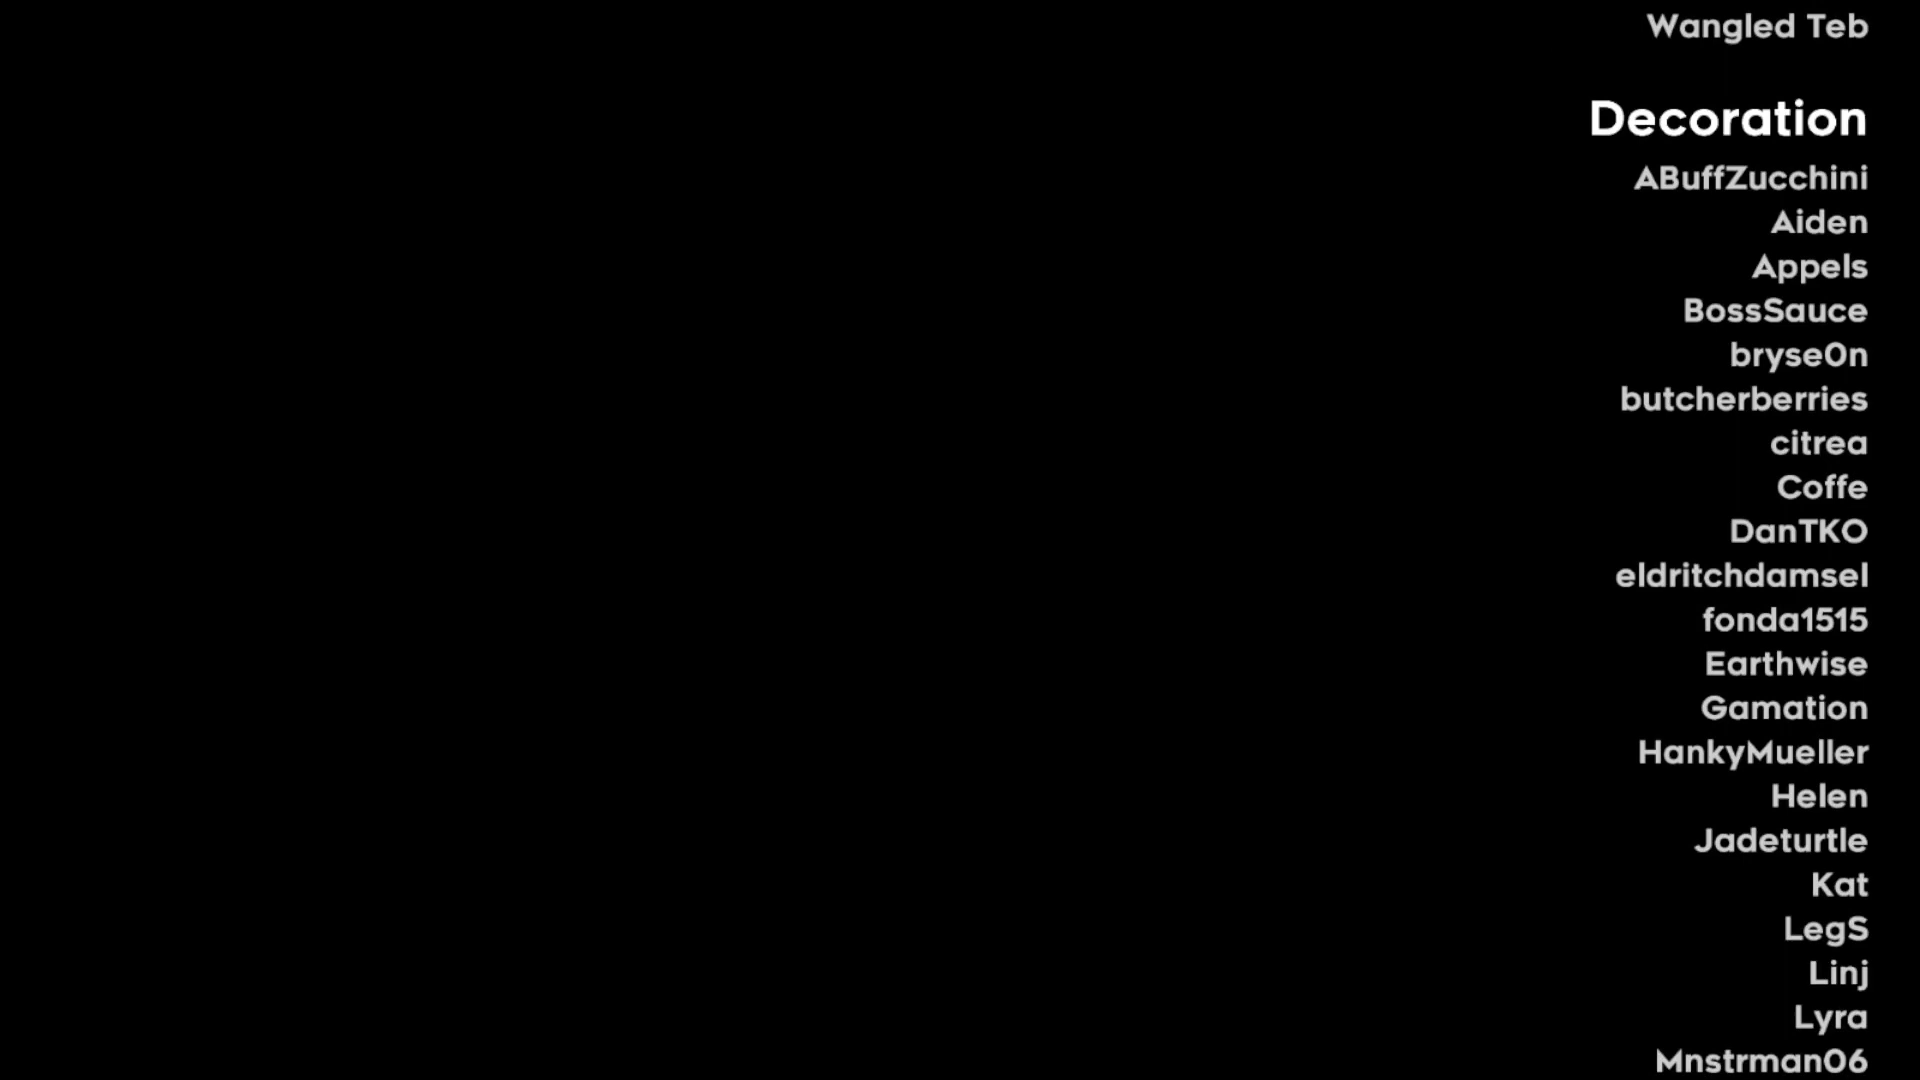 Wangled Teb
Decoration
ABuffZucchini
Aiden
Appels
BossSauce
bryse0n
butcherberries
citrea
Coffe
DanTKO
eldritchdamsel
fonda1515
Earthwise
Gamation
HankyMueller
Helen
Jadeturtle
Kat
LegS
Linj
Lyra
Mnstrman06